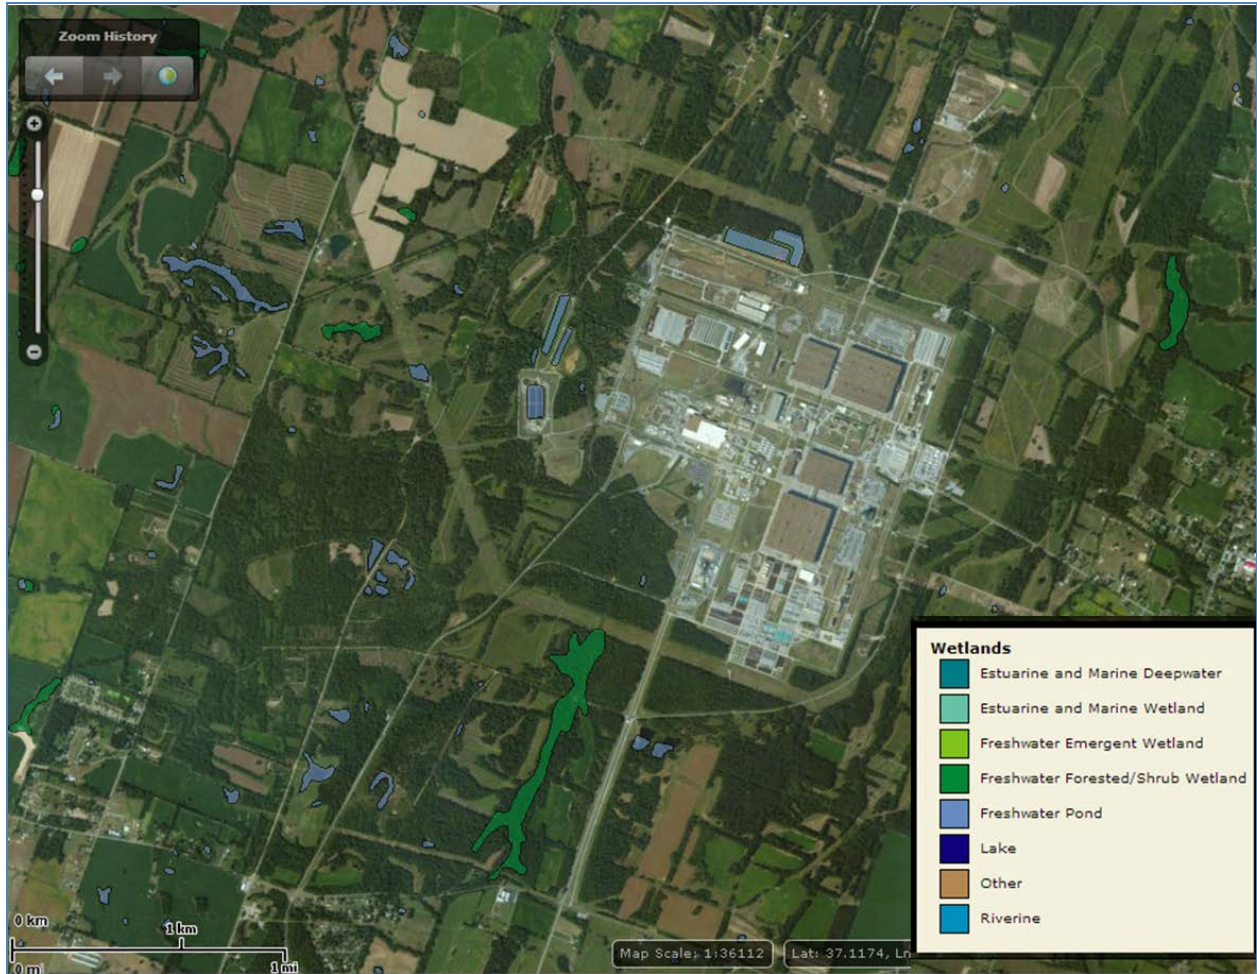 Zoom History
Wetlands
Estuarine and Marine Deepwater
Estuarine and Marine Wetland
Freshwater Emergent Wetland
Freshwater Forested/Shrub Wetland
Freshwater Pond
Lake
Other
Riverine
0 km
1 km
0 mi
1 mi
Map Scale: 1:36112
Lat: 37.1174, Ln